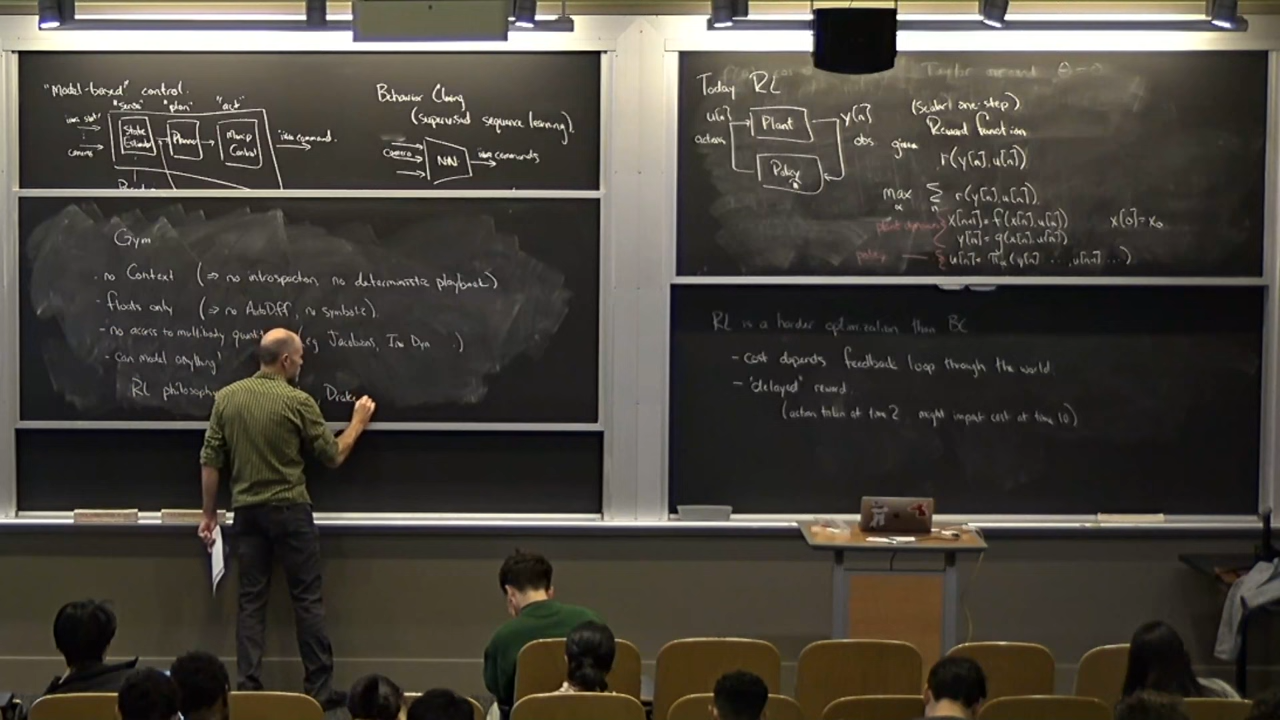 "Model-based" control.
"sense" "plan" "act"
State Estimator
Planner
Motion Control
cameras
Behavior Cloning
(supervised sequence learning).
camera
NN
Gym
- no Context (⇒ no introspection, no deterministic playback)
- floats only (⇒ no AutoDiff, no symbolic).
- no access to multibody (eg Jacobians, Inv Dyn ...)
- can model anything!
RL philosophy , Drake
Today RL
u[n]
actions
Plant
y[n]
obs.
Policy
(scalar, one-step)
given Reward function
r(y[n], u[n])
max α Σ n r(y[n], u[n]).
plant dynamics x[n+1] = f(x[n], u[n]) x[0] = x₀
y[n] = g(x[n], u[n])
policy
RL is a harder optimization than BC
- cost depends feedback loop through the world.
- "delayed" reward.
(action taken at time 2 might impact cost at time 10)